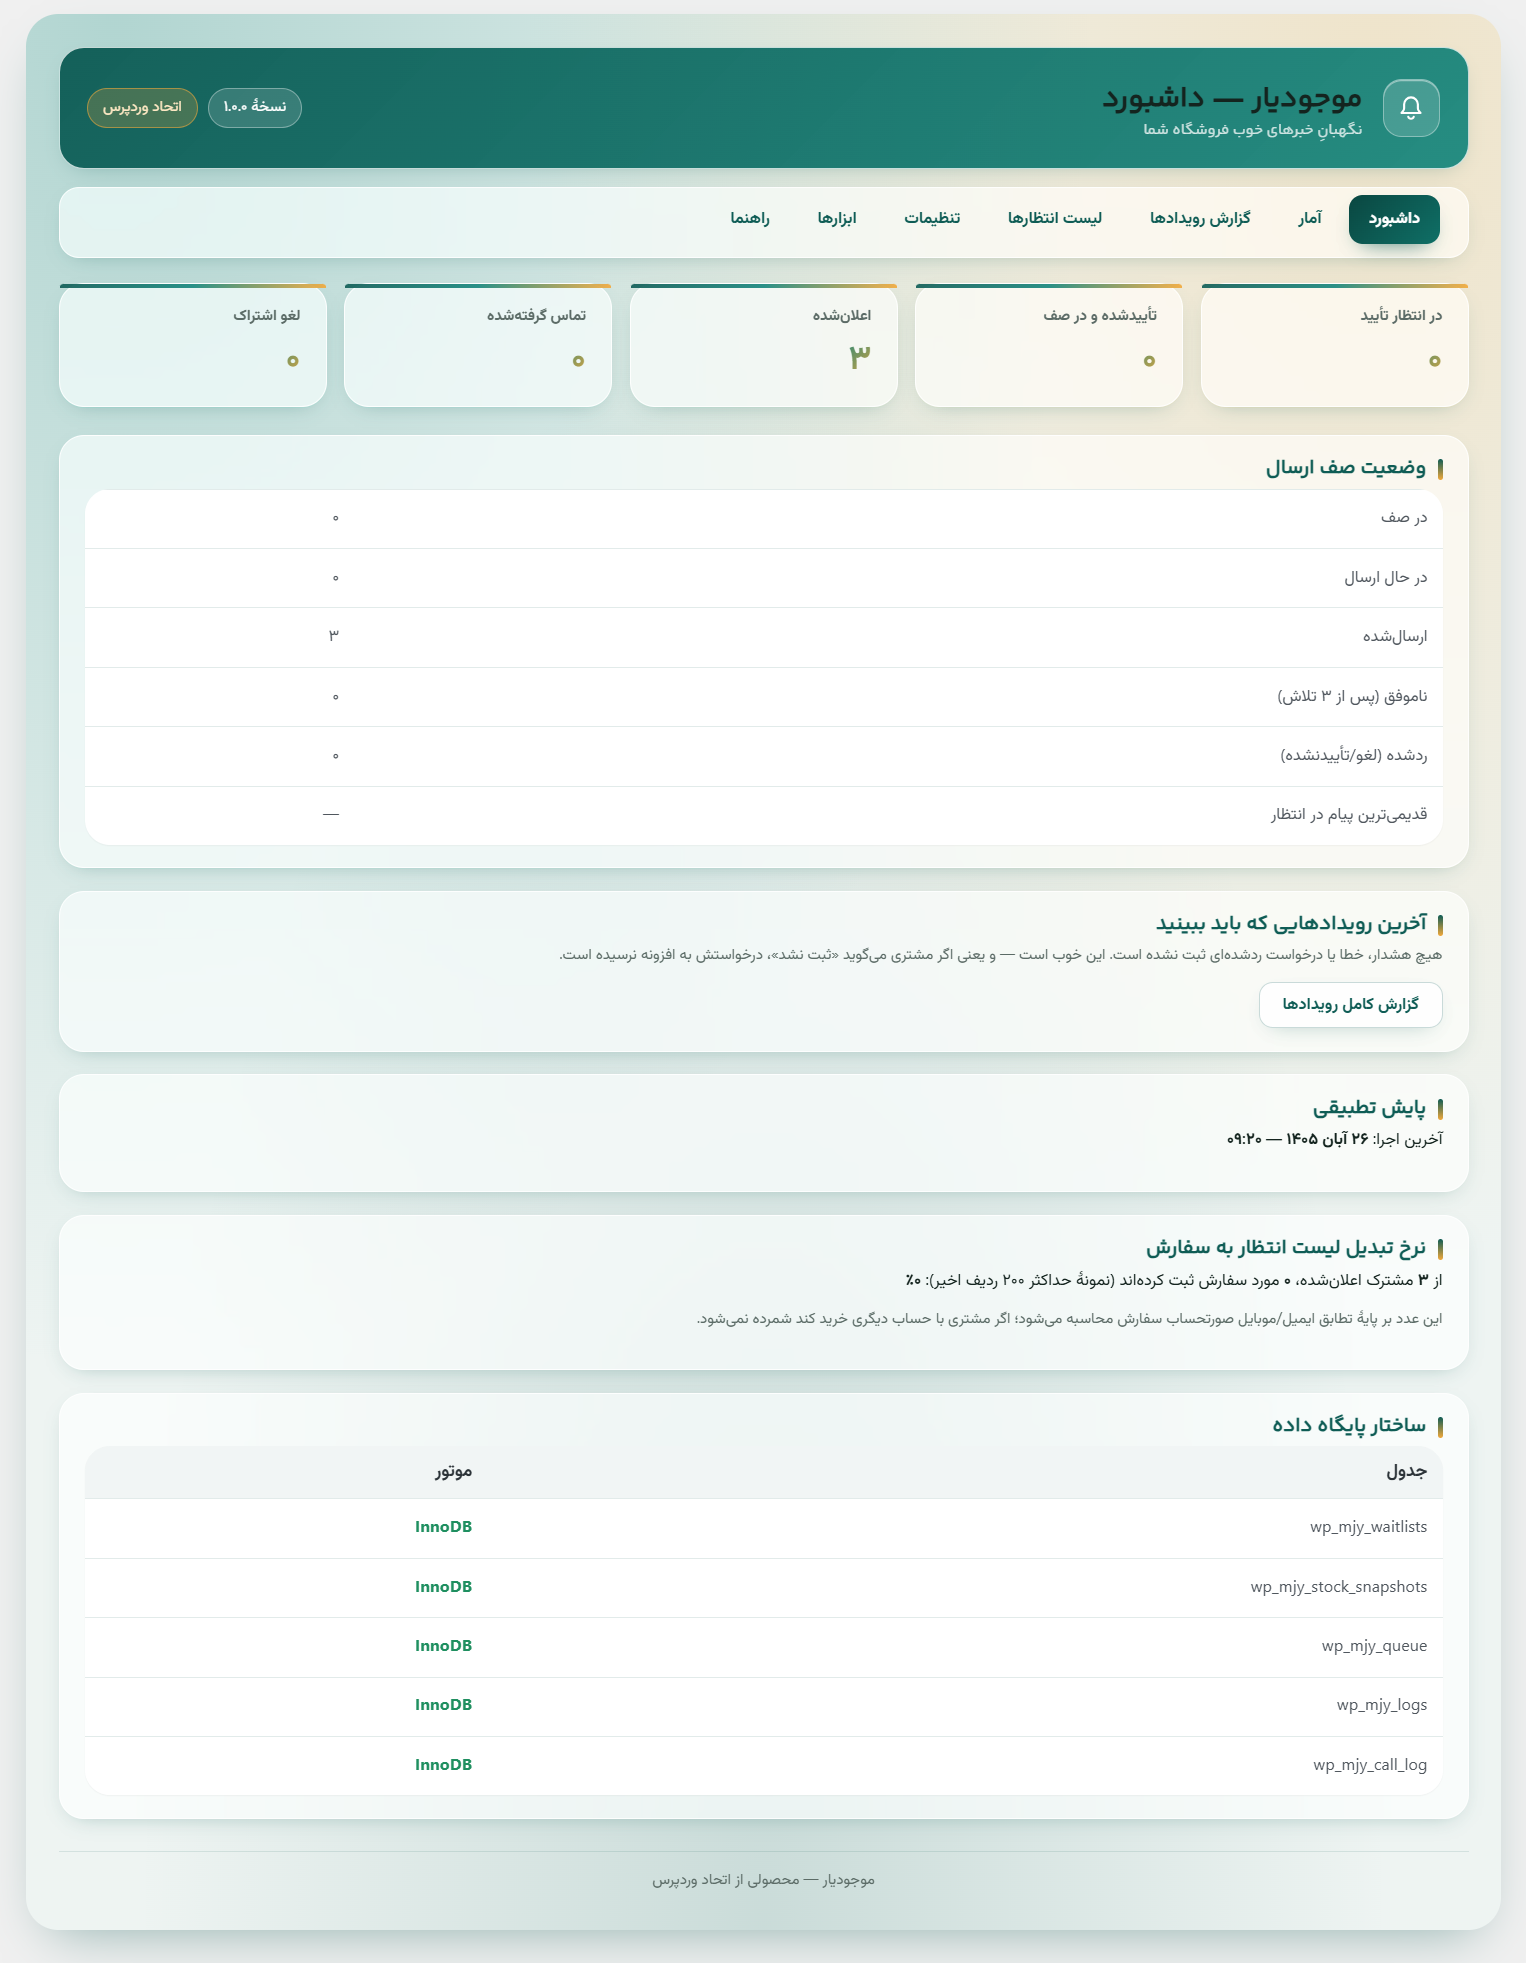 موجودیار — داشبورد
نگهبانِ خبرهای خوب فروشگاه شما
نسخهٔ ۱.۰.۰
اتحاد وردپرس
داشبورد
آمار
گزارش رویدادها
لیست انتظارها
تنظیمات
ابزارها
راهنما
در انتظار تأیید
۰
تأییدشده و در صف
۰
اعلان‌شده
۳
تماس گرفته‌شده
۰
لغو اشتراک
۰
وضعیت صف ارسال
در صف ۰
در حال ارسال ۰
ارسال‌شده ۳
ناموفق (پس از ۳ تلاش) ۰
ردشده (لغو/تأییدنشده) ۰
قدیمی‌ترین پیام در انتظار —
آخرین رویدادهایی که باید ببینید
هیچ هشدار، خطا یا درخواست ردشده‌ای ثبت نشده است. این خوب است — و یعنی اگر مشتری می‌گوید «ثبت نشد»، درخواستش به افزونه نرسیده است.
گزارش کامل رویدادها
پایش تطبیقی
آخرین اجرا: ۲۶ آبان ۱۴۰۵ — ۰۹:۲۰
نرخ تبدیل لیست انتظار به سفارش
از ۳ مشترک اعلان‌شده، ۰ مورد سفارش ثبت کرده‌اند (نمونهٔ حداکثر ۲۰۰ ردیف اخیر): ۰٪
این عدد بر پایهٔ تطابق ایمیل/موبایل صورتحساب سفارش محاسبه می‌شود؛ اگر مشتری با حساب دیگری خرید کند شمرده نمی‌شود.
ساختار پایگاه داده
جدول موتور
wp_mjy_waitlists InnoDB
wp_mjy_stock_snapshots InnoDB
wp_mjy_queue InnoDB
wp_mjy_logs InnoDB
wp_mjy_call_log InnoDB
موجودیار — محصولی از اتحاد وردپرس